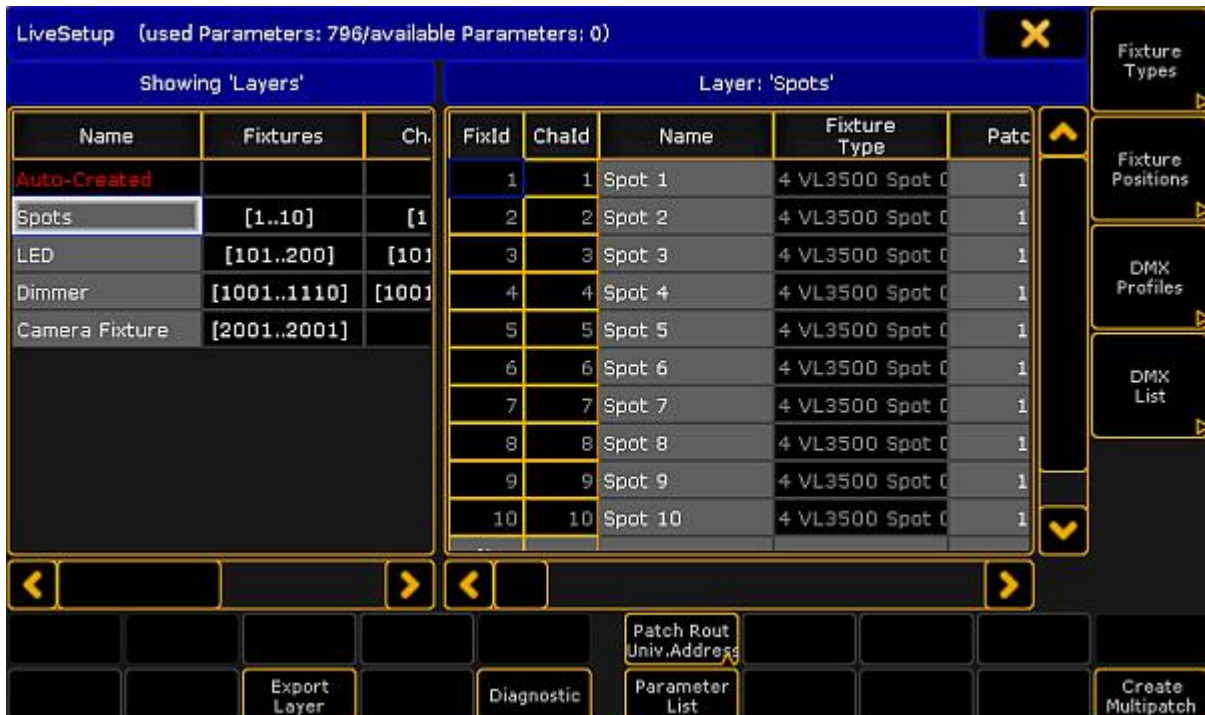 LiveSetup (used Parameters: 796/available Parameters: 0)
Fixture
Types
Showing 'Layers'
Layer: 'Spots'
Name Fixtures
FixId ChaId Name Fixture
Type
Auto-Created
Spots [1..10] [1
LED [101..200] [101
Dimmer [1001..1110] [1001
Camera Fixture [2001..2001]
1 1 Spot 1 4 VL3500 Spot 1
2 2 Spot 2 4 VL3500 Spot 1
3 3 Spot 3 4 VL3500 Spot 1
4 4 Spot 4 4 VL3500 Spot 1
5 5 Spot 5 4 VL3500 Spot 1
6 6 Spot 6 4 VL3500 Spot 1
7 7 Spot 7 4 VL3500 Spot 1
8 8 Spot 8 4 VL3500 Spot 1
9 9 Spot 9 4 VL3500 Spot 1
10 10 Spot 10 4 VL3500 Spot 1
Fixture
Positions
DMX
Profiles
DMX
List
Patch Rout
Univ.Address
Export
Layer
Diagnostic
Parameter
List
Create
Multipatch